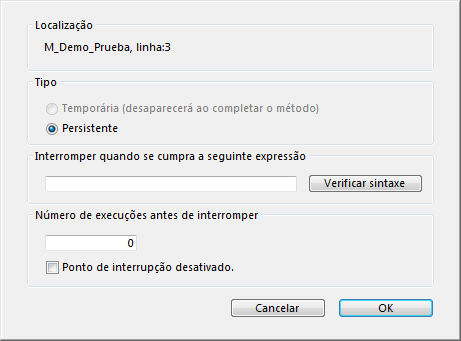 Localização
M_Demo_Prueba, linha:3
Tipo
Temporária (desaparecerá ao completar o método)
Persistente
Interromper quando se cumpra a seguinte expressão
Verificar sintaxe
Número de execuções antes de interromper
0
Ponto de interrupção desativado.
Cancelar
OK